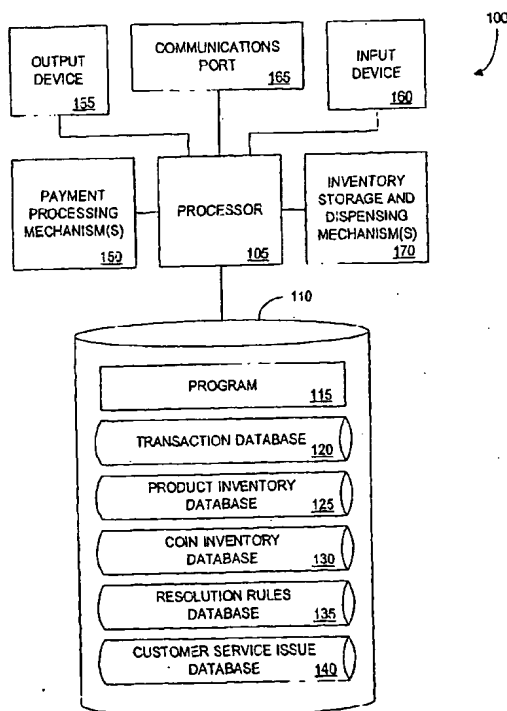 100
OUTPUT
DEVICE
155
COMMUNICATIONS
PORT
165
INPUT
DEVICE
160
PAYMENT
PROCESSING
MECHANISM(S)
150
PROCESSOR
105
INVENTORY
STORAGE AND
DISPENSING
MECHANISM(S)
170
110
PROGRAM
115
TRANSACTION DATABASE
120
PRODUCT INVENTORY
DATABASE
125
COIN INVENTORY
DATABASE
130
RESOLUTION RULES
DATABASE
135
CUSTOMER SERVICE ISSUE
DATABASE
140